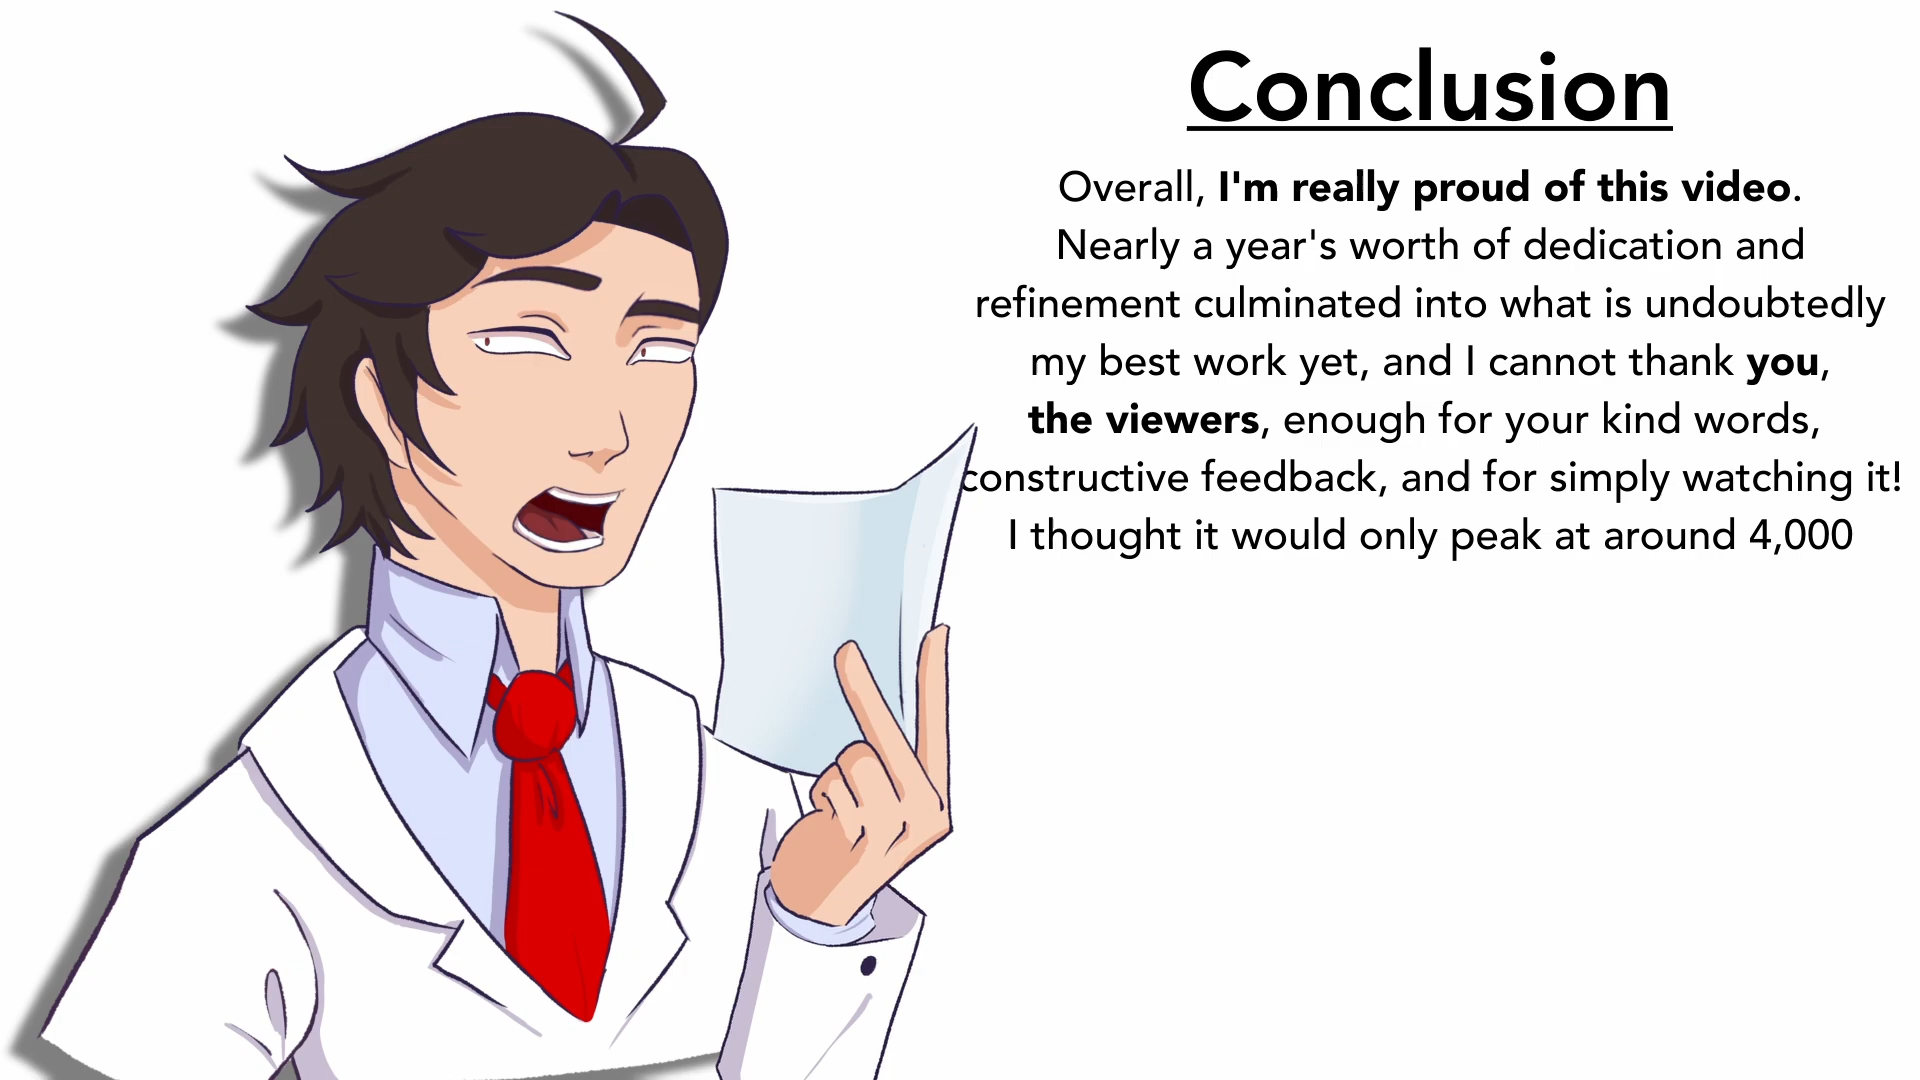 Conclusion
Overall, I'm really proud of this video.
Nearly a year's worth of dedication and
refinement culminated into what is undoubtedly
my best work yet, and I cannot thank you,
the viewers, enough for your kind words,
constructive feedback, and for simply watching it!
I thought it would only peak at around 4,000